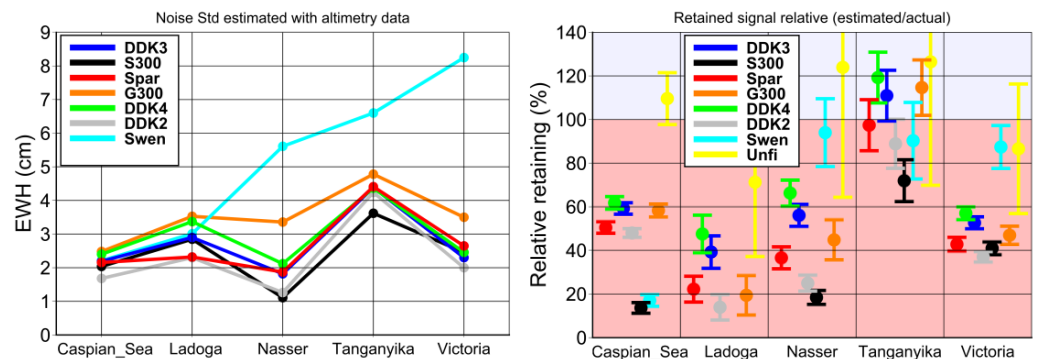 Noise Std estimated with altimetry data
EWH (cm)
9
8
7
6
5
4
3
2
1
0
DDK3
S300
Spar
G300
DDK4
DDK2
Swen
Caspian_Sea Ladoga Nasser Tanganyika Victoria
Retained signal relative (estimated/actual)
Relative retaining (%)
140
120
100
80
60
40
20
0
DDK3
S300
Spar
G300
DDK4
DDK2
Swen
Unfi
Caspian Sea Ladoga Nasser Tanganyika Victoria